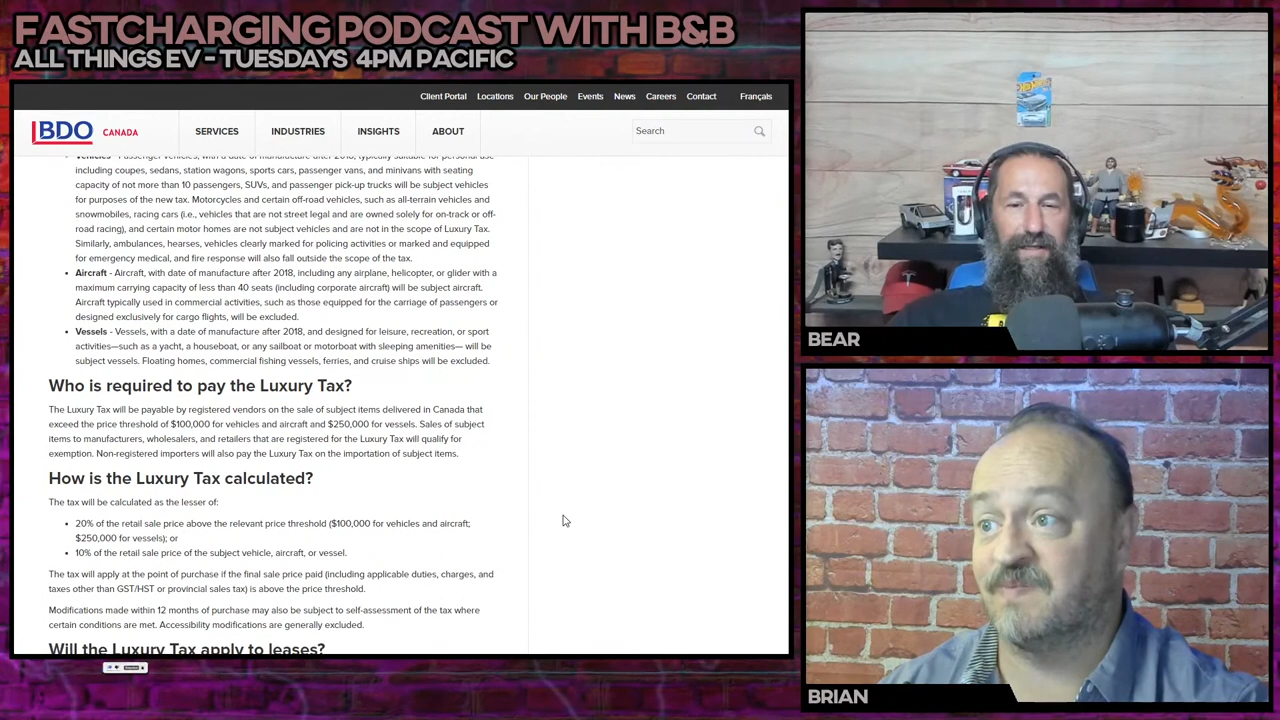 FASTCHARGING PODCAST WITH B&B
ALL THINGS EV - TUESDAYS 4PM PACIFIC
Client Portal Locations Our People Events News Careers Contact Français
BDO CANADA SERVICES INDUSTRIES INSIGHTS ABOUT Search
Vehicles - Passenger vehicles, with a date of manufacture after 2018, typically suitable for personal use
including coupes, sedans, station wagons, sports cars, passenger vans, and minivans with seating
capacity of not more than 10 passengers, SUVs, and passenger pick-up trucks will be subject vehicles
for purposes of the new tax. Motorcycles and certain off-road vehicles, such as all-terrain vehicles and
snowmobiles, racing cars (i.e., vehicles that are not street legal and are owned solely for on-track or off-
road racing), and certain motor homes are not subject vehicles and are not in the scope of Luxury Tax.
Similarly, ambulances, hearses, vehicles clearly marked for policing activities or marked and equipped
for emergency medical, and fire response will also fall outside the scope of the tax.
• Aircraft - Aircraft, with date of manufacture after 2018, including any airplane, helicopter, or glider with a
maximum carrying capacity of less than 40 seats (including corporate aircraft) will be subject aircraft.
Aircraft typically used in commercial activities, such as those equipped for the carriage of passengers or
designed exclusively for cargo flights, will be excluded.
• Vessels - Vessels, with a date of manufacture after 2018, and designed for leisure, recreation, or sport
activities—such as a yacht, a houseboat, or any sailboat or motorboat with sleeping amenities— will be
subject vessels. Floating homes, commercial fishing vessels, ferries, and cruise ships will be excluded.
Who is required to pay the Luxury Tax?
The Luxury Tax will be payable by registered vendors on the sale of subject items delivered in Canada that
exceed the price threshold of $100,000 for vehicles and aircraft and $250,000 for vessels. Sales of subject
items to manufacturers, wholesalers, and retailers that are registered for the Luxury Tax will qualify for
exemption. Non-registered importers will also pay the Luxury Tax on the importation of subject items.
How is the Luxury Tax calculated?
The tax will be calculated as the lesser of:
• 20% of the retail sale price above the relevant price threshold ($100,000 for vehicles and aircraft;
$250,000 for vessels); or
• 10% of the retail sale price of the subject vehicle, aircraft, or vessel.
The tax will apply at the point of purchase if the final sale price paid (including applicable duties, charges, and
taxes other than GST/HST or provincial sales tax) is above the price threshold.
Modifications made within 12 months of purchase may also be subject to self-assessment of the tax where
certain conditions are met. Accessibility modifications are generally excluded.
Will the Luxury Tax apply to leases?
BEAR
BRIAN